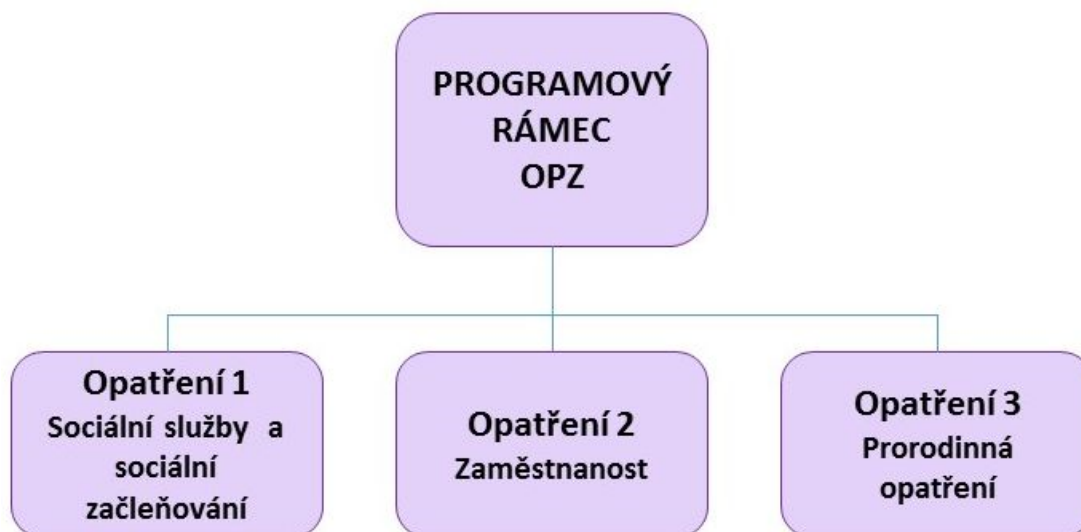 PROGRAMOVÝ
RÁMEC
OPZ
Opatření 1
Sociální služby a
sociální
začleňování
Opatření 2
Zaměstnanost
Opatření 3
Prorodinná
opatření